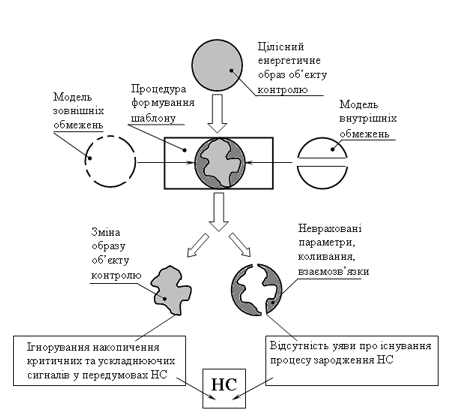 Цілісний
енергетичне
образ об'єкту
контролю
Модель
зовнішніх
обмежень
Процедура
формування
шаблону
Модель
внутрішніх
обмежень
Зміна
образу
об'єкту
контролю
Невраховані
параметри,
коливання,
взаємозв'язки
Ігнорування накопичення
критичних та ускладнюючих
сигналів у передумовах НС
Відсутність уяви про існування
процесу зародження НС
НС